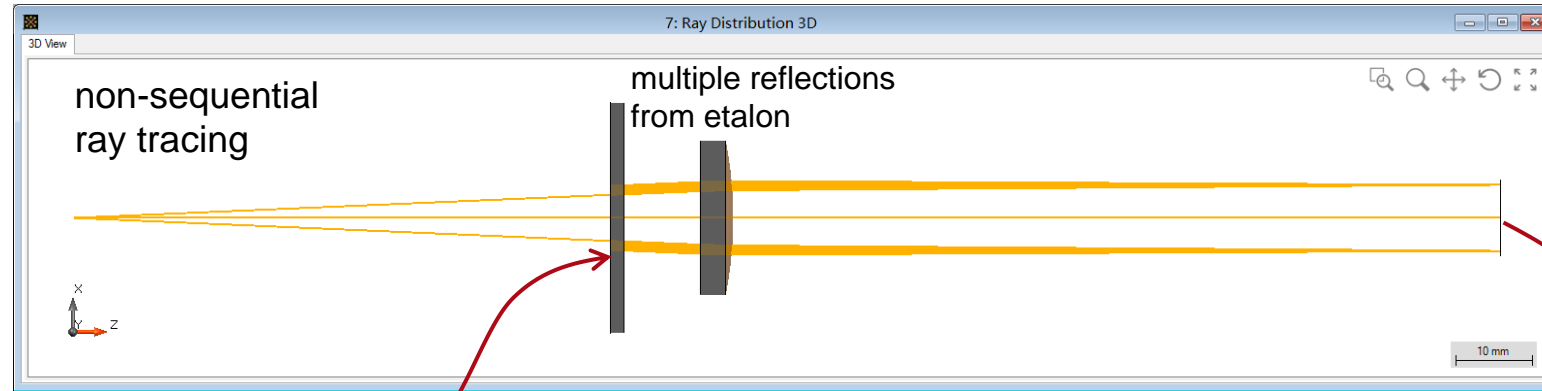 7: Ray Distribution 3D
3D View
non-sequential
ray tracing
multiple reflections
from etalon
X
Y
Z
10 mm